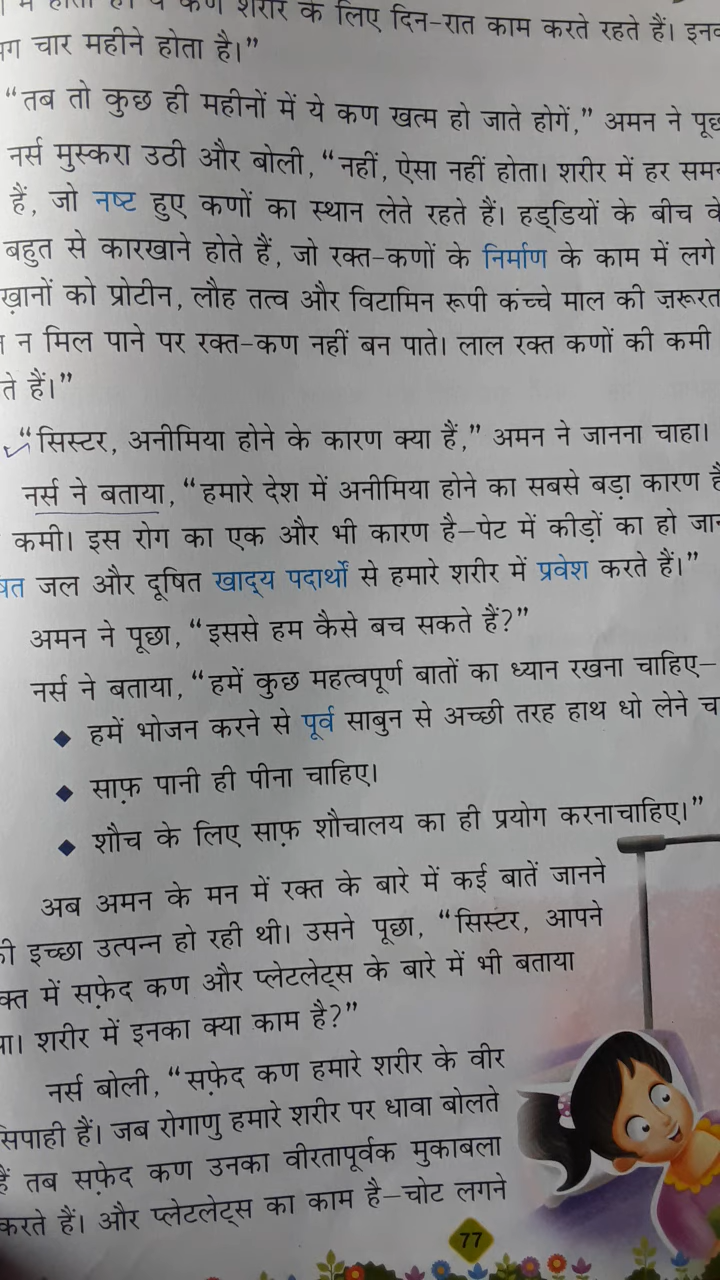 कण शरीर के लिए दिन-रात काम करते रहते हैं।
चार महीने होता है।”
“तब तो कुछ ही महीनों में ये कण खत्म हो जाते होगें,” अमन ने
नर्स मुस्करा उठी और बोली, “नहीं, ऐसा नहीं होता। शरीर में हर
हैं, जो नष्ट हुए कणों का स्थान लेते रहते हैं। हड्डियों के बीच
बहुत से कारखाने होते हैं, जो रक्त-कणों के निर्माण के काम में लगे
को प्रोटीन, लौह तत्व और विटामिन रूपी कंच्चे माल की ज़रूरत
न मिल पाने पर रक्त-कण नहीं बन पाते। लाल रक्त कणों की कमी
हैं।”
“सिस्टर, अनीमिया होने के कारण क्या हैं,” अमन ने जानना चाहा।
नर्स ने बताया, “हमारे देश में अनीमिया होने का सबसे बड़ा कारण
कमी। इस रोग का एक और भी कारण है–पेट में कीड़ों का हो
जल और दूषित खाद्य पदार्थों से हमारे शरीर में प्रवेश करते हैं।”
अमन ने पूछा, “इससे हम कैसे बच सकते हैं?”
नर्स ने बताया, “हमें कुछ महत्वपूर्ण बातों का ध्यान रखना चाहिए–
◆ हमें भोजन करने से पूर्व साबुन से अच्छी तरह हाथ धो लेने
◆ साफ़ पानी ही पीना चाहिए।
◆ शौच के लिए साफ़ शौचालय का ही प्रयोग करनाचाहिए।”
अब अमन के मन में रक्त के बारे में कई बातें जानने
इच्छा उत्पन्न हो रही थी। उसने पूछा, “सिस्टर, आपने
में सफ़ेद कण और प्लेटलेट्स के बारे में भी बताया
शरीर में इनका क्या काम है?”
नर्स बोली, “सफ़ेद कण हमारे शरीर के वीर
सिपाही हैं। जब रोगाणु हमारे शरीर पर धावा बोलते
हैं तब सफ़ेद कण उनका वीरतापूर्वक मुकाबला
करते हैं। और प्लेटलेट्स का काम है–चोट लगने
77